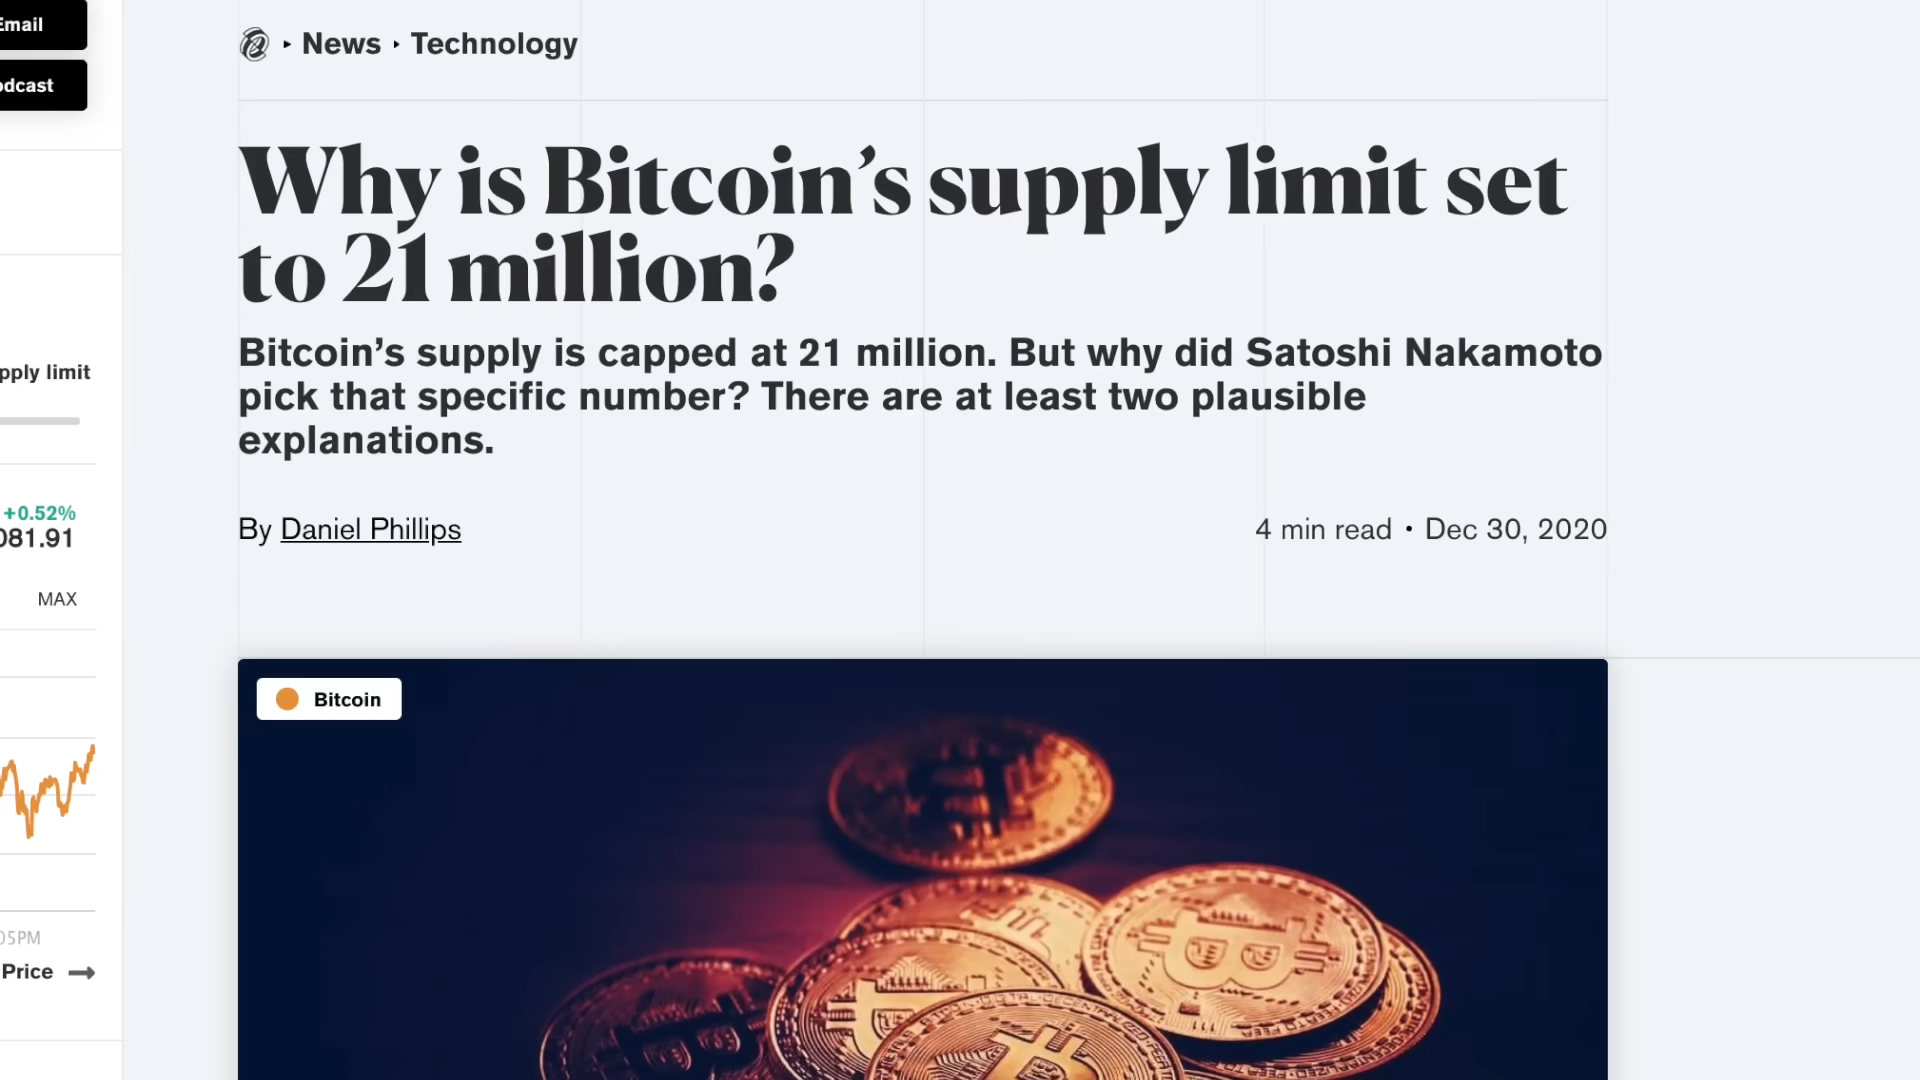 Email
odcast
pply limit
+0.52%
081.91
MAX
05PM
Price
News
Technology
Why is Bitcoin’s supply limit set
to 21 million?
Bitcoin’s supply is capped at 21 million. But why did Satoshi Nakamoto
pick that specific number? There are at least two plausible
explanations.
By Daniel Phillips
4 min read • Dec 30, 2020
Bitcoin